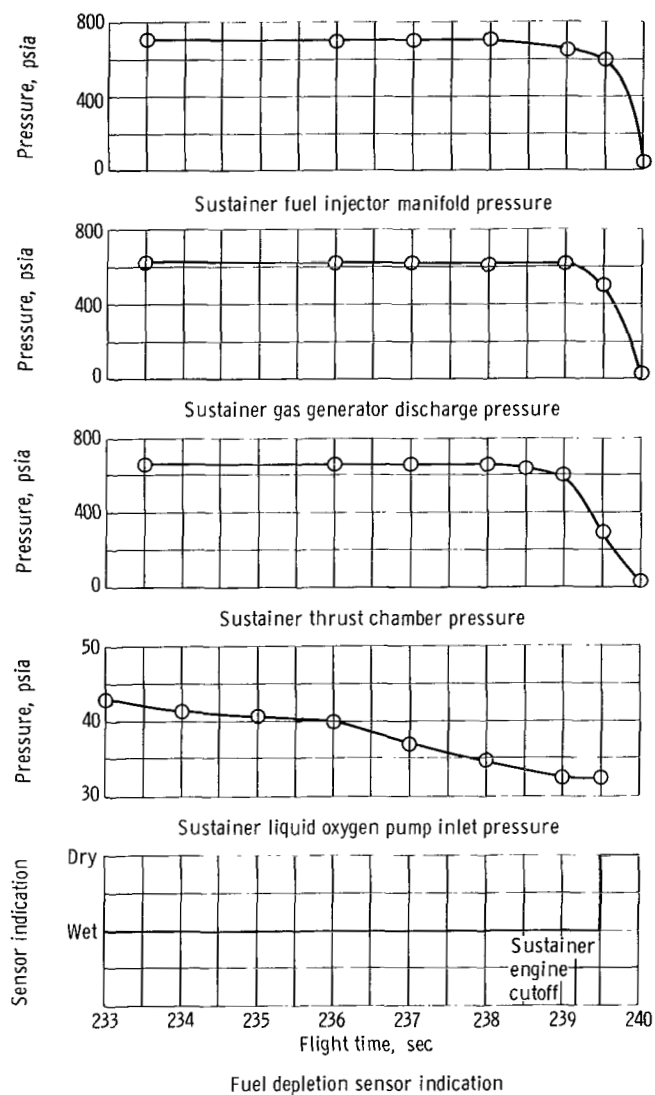 Pressure, psia
800
400
0
Sustainer fuel injector manifold pressure
Pressure, psia
800
400
0
Sustainer gas generator discharge pressure
Pressure, psia
800
400
0
Sustainer thrust chamber pressure
Pressure, psia
50
40
30
Sustainer liquid oxygen pump inlet pressure
Sensor indication
Dry
Wet
Sustainer
engine
cutoff
233 234 235 236 237 238 239 240
Flight time, sec
Fuel depletion sensor indication